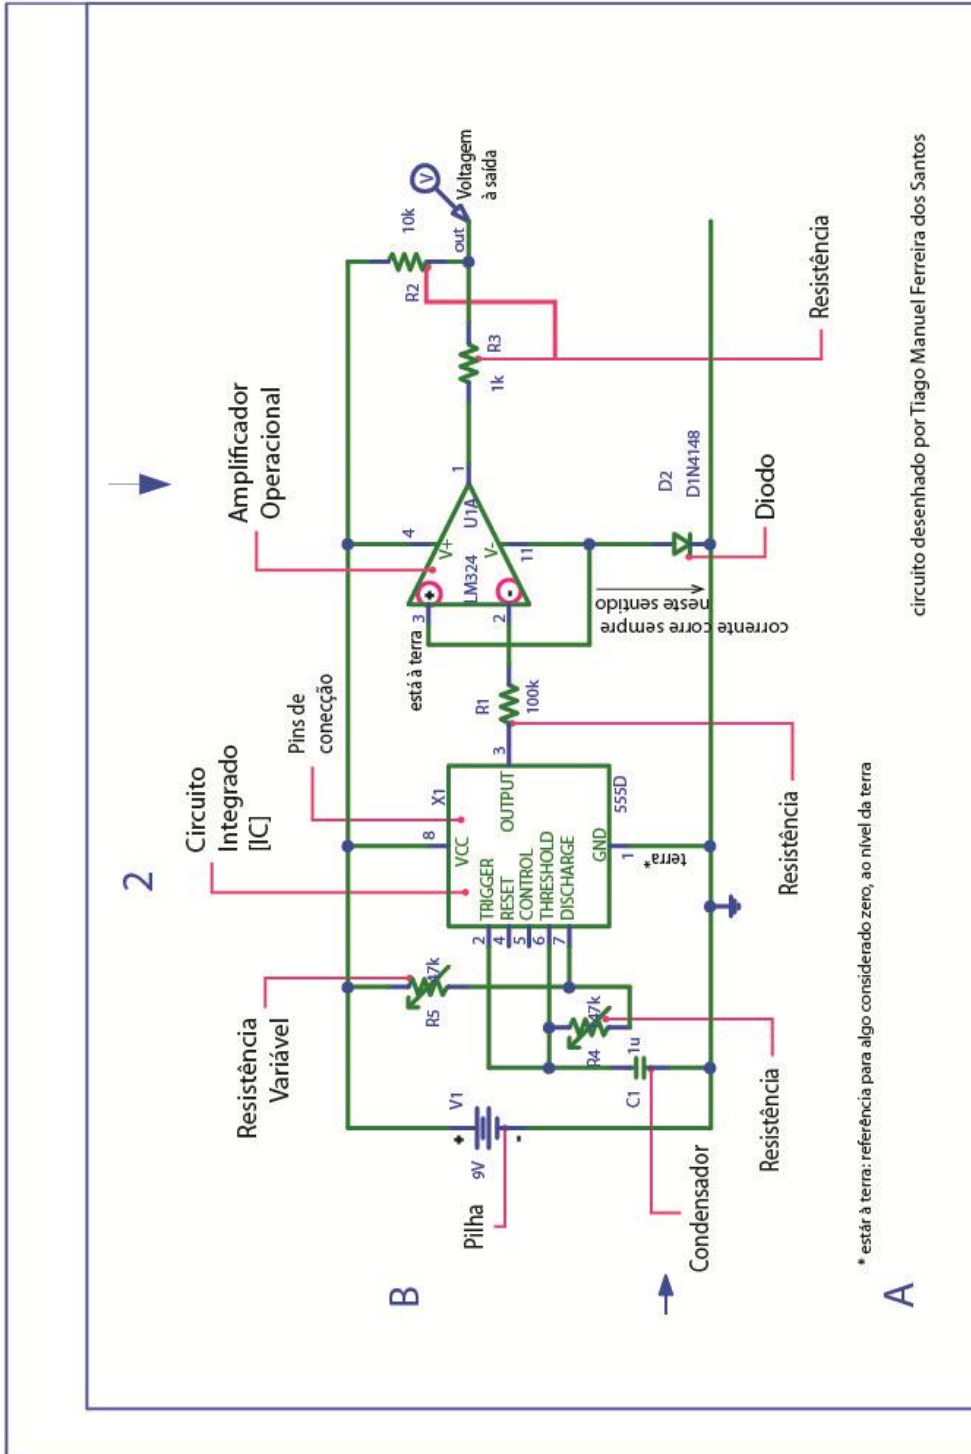 2
B
A
Circuito
Integrado
[IC]
Pins de
conecção
Amplificador
Operacional
Resistência
Variável
R5
47k
R4
47k
V1
9V
+
-
Pilha
C1
1u
Condensador
Resistência
X1
8
VCC
TRIGGER
RESET
CONTROL
THRESHOLD
DISCHARGE
OUTPUT
GND
2
4
5
6
7
3
1
555D
terra*
R1
100k
Resistência
está à terra
3
2
+
-
LM324
U1A
V+
V-
4
11
1
corrente corre sempre
neste sentido
D2
D1N4148
Diodo
R3
1k
R2
10k
out
V
Voltagem
à saída
Resistência
* estár à terra: referência para algo considerado zero, ao nível da terra
circuito desenhado por Tiago Manuel Ferreira dos Santos